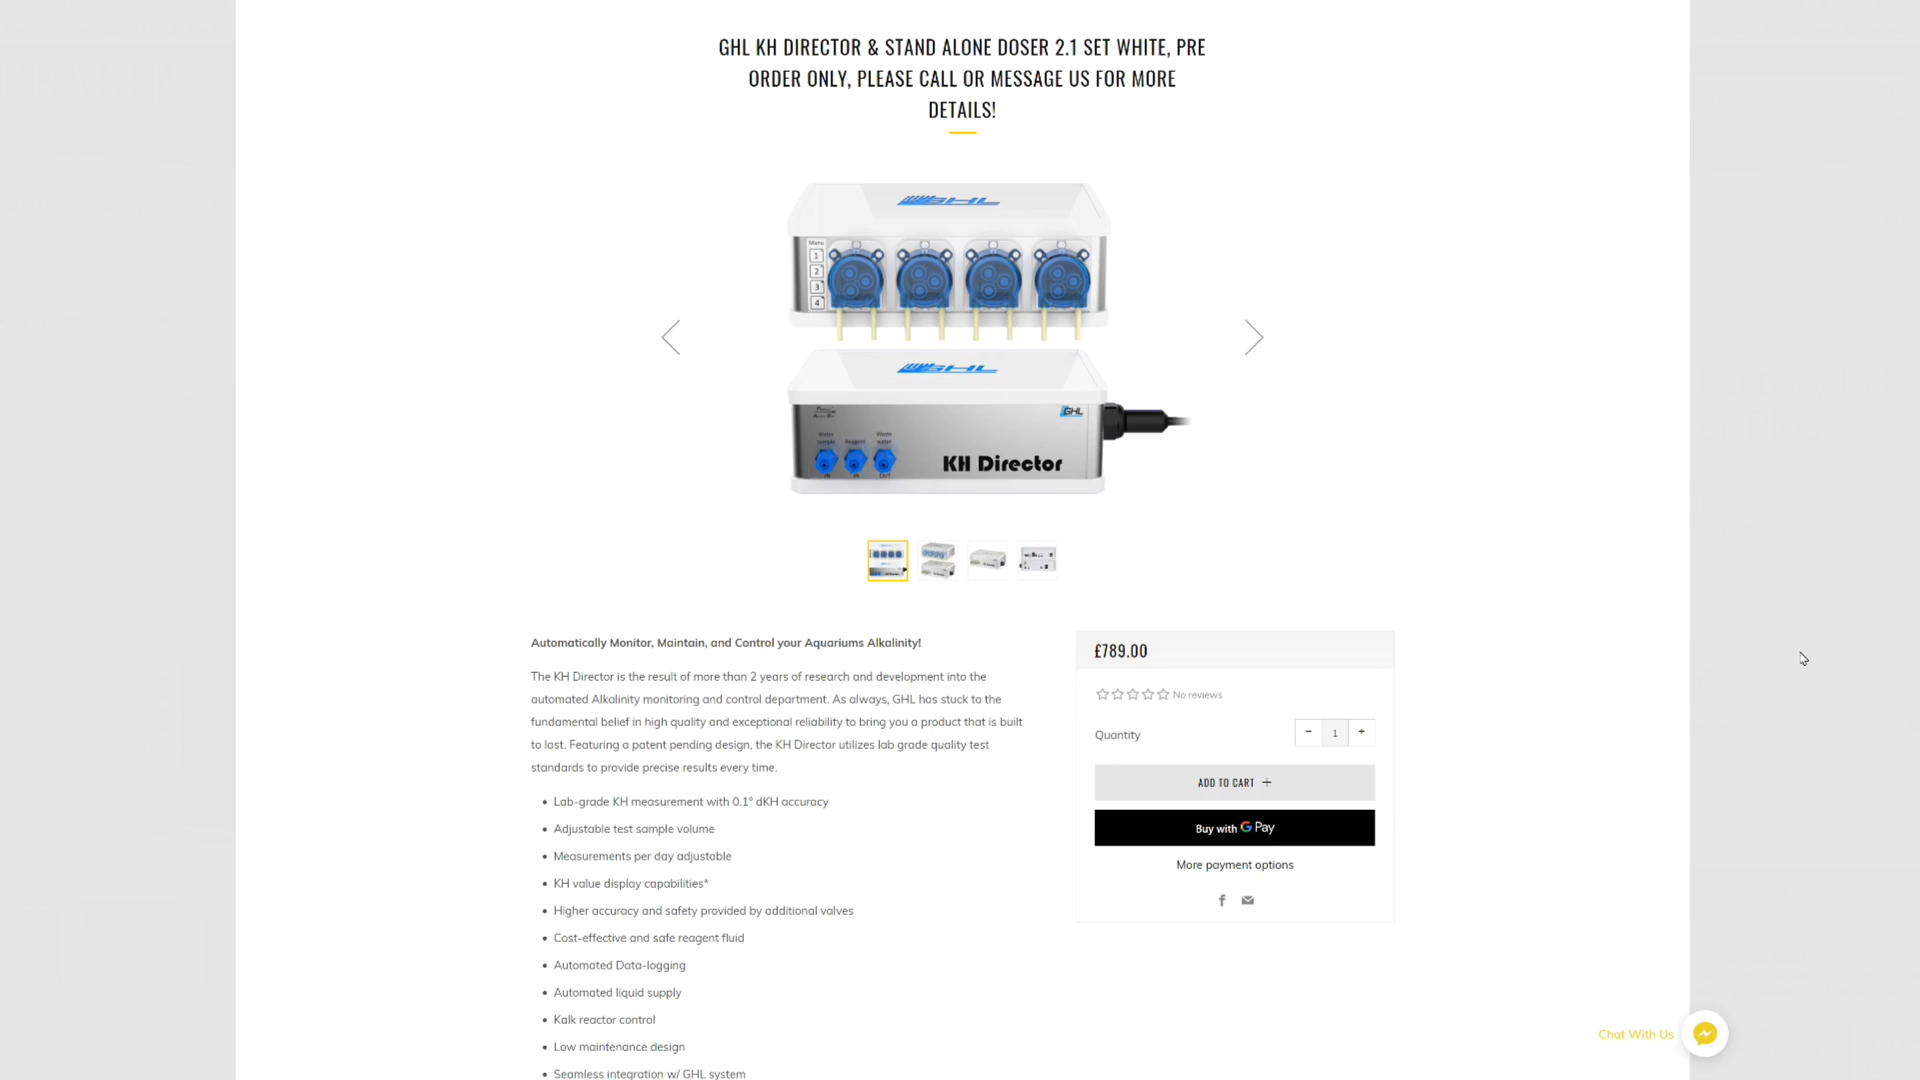 GHL KH DIRECTOR & STAND ALONE DOSER 2.1 SET WHITE, PRE
ORDER ONLY, PLEASE CALL OR MESSAGE US FOR MORE
DETAILS!
GHL
Manu
1
2
3
4
GHL
GHL
Water
sample
Reagent
Waste
water
IN
IN
OUT
KH Director
Automatically Monitor, Maintain, and Control your Aquariums Alkalinity!
The KH Director is the result of more than 2 years of research and development into the
automated Alkalinity monitoring and control department. As always, GHL has stuck to the
fundamental belief in high quality and exceptional reliability to bring you a product that is built
to last. Featuring a patent pending design, the KH Director utilizes lab grade quality test
standards to provide precise results every time.
• Lab-grade KH measurement with 0.1° dKH accuracy
• Adjustable test sample volume
• Measurements per day adjustable
• KH value display capabilities*
• Higher accuracy and safety provided by additional valves
• Cost-effective and safe reagent fluid
• Automated Data-logging
• Automated liquid supply
• Kalk reactor control
• Low maintenance design
• Seamless integration w/ GHL system
£789.00
No reviews
Quantity
- 1 +
ADD TO CART +
Buy with G Pay
More payment options
Chat With Us